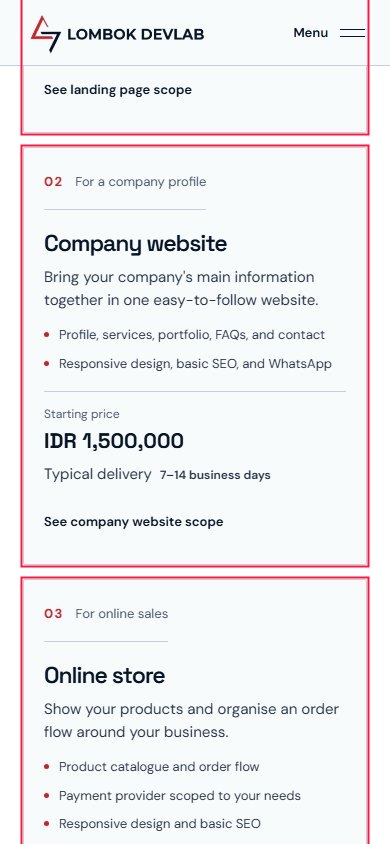 LOMBOK DEVLAB
Menu
See landing page scope
02 For a company profile
Company website
Bring your company's main information
together in one easy-to-follow website.
Profile, services, portfolio, FAQs, and contact
Responsive design, basic SEO, and WhatsApp
Starting price
IDR 1,500,000
Typical delivery 7–14 business days
See company website scope
03 For online sales
Online store
Show your products and organise an order
flow around your business.
Product catalogue and order flow
Payment provider scoped to your needs
Responsive design and basic SEO